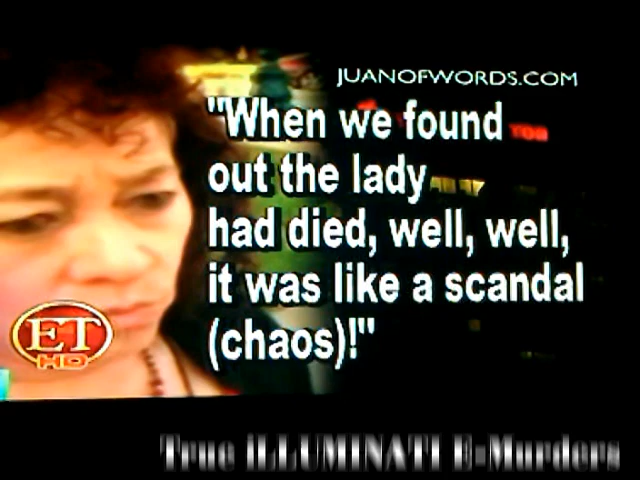 JUANOFWORDS.COM
"When we found
out the lady
had died, well, well,
it was like a scandal
(chaos)!"
ET
HD
True iLLUMINATI E-Murders